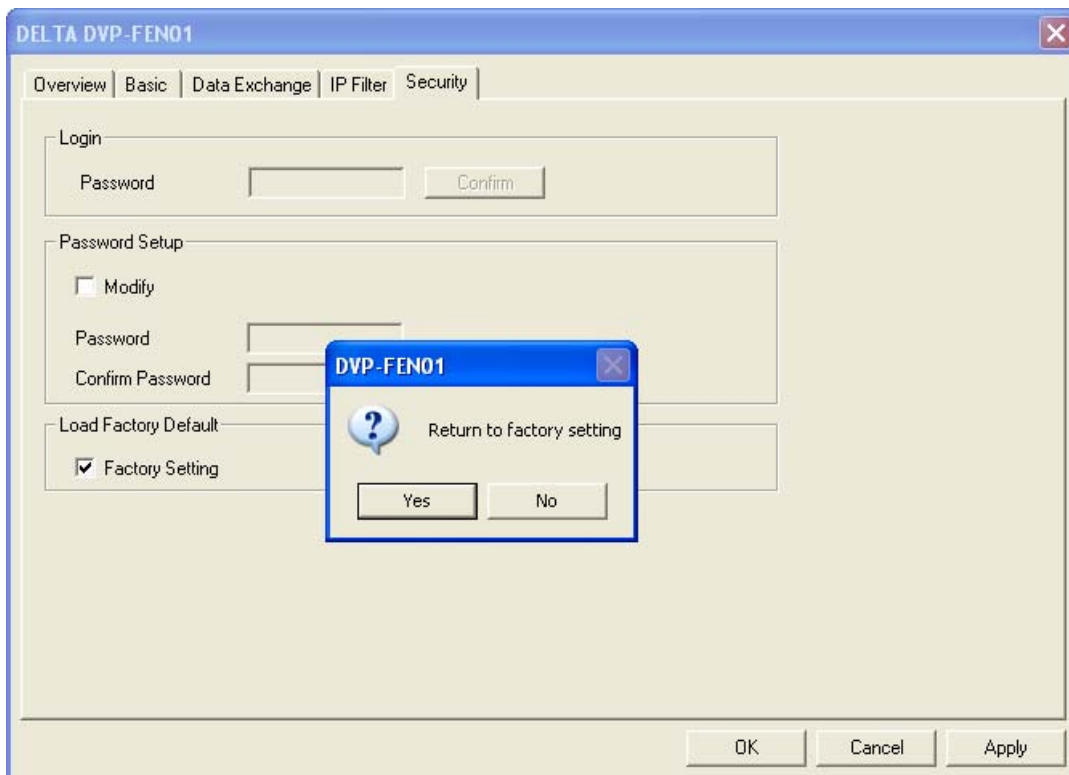 DELTA DVP-FEN01
Overview Basic Data Exchange IP Filter Security
Login
Password Confirm
Password Setup
Modify
Password
Confirm Password
Load Factory Default
Factory Setting
DVP-FEN01
? Return to factory setting
Yes No
OK Cancel Apply